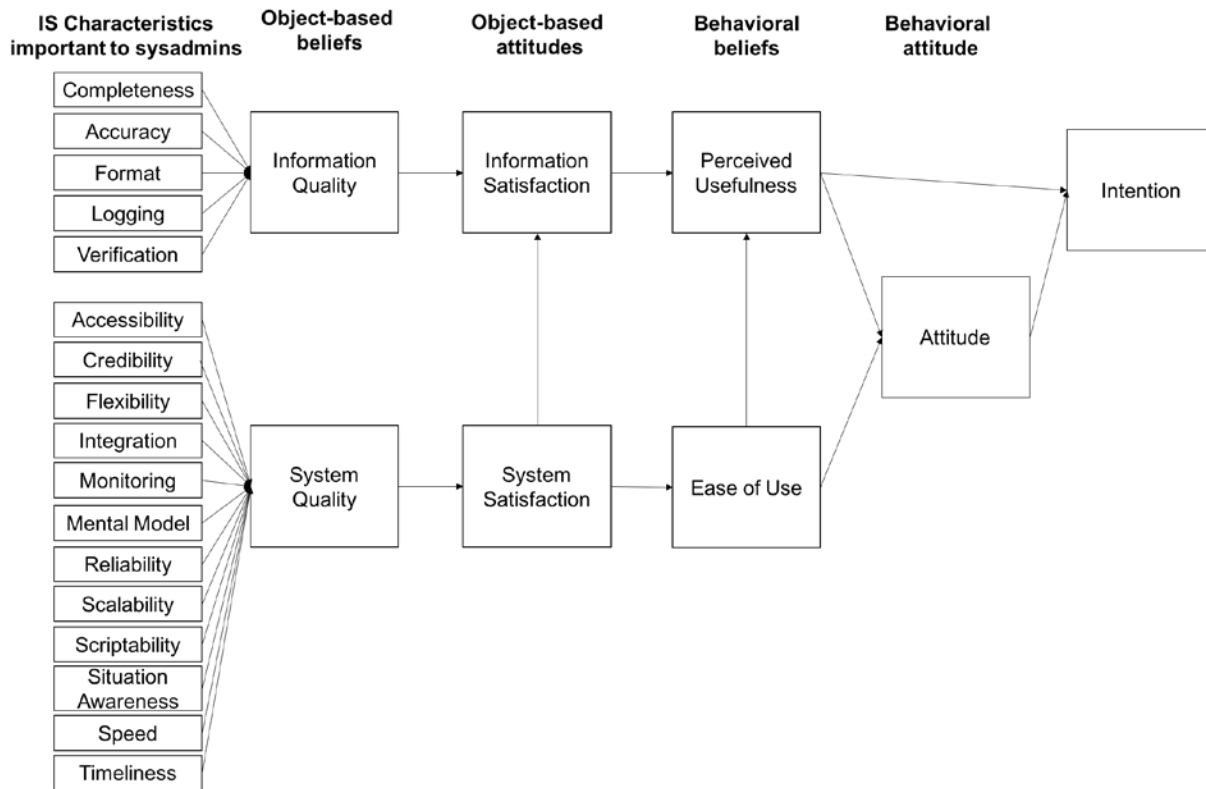 IS Characteristics
important to sysadmins
Object-based
beliefs
Object-based
attitudes
Behavioral
beliefs
Behavioral
attitude
Completeness
Accuracy
Format
Logging
Verification
Information
Quality
Information
Satisfaction
Perceived
Usefulness
Intention
Attitude
Accessibility
Credibility
Flexibility
Integration
Monitoring
Mental Model
Reliability
Scalability
Scriptability
Situation
Awareness
Speed
Timeliness
System
Quality
System
Satisfaction
Ease of Use